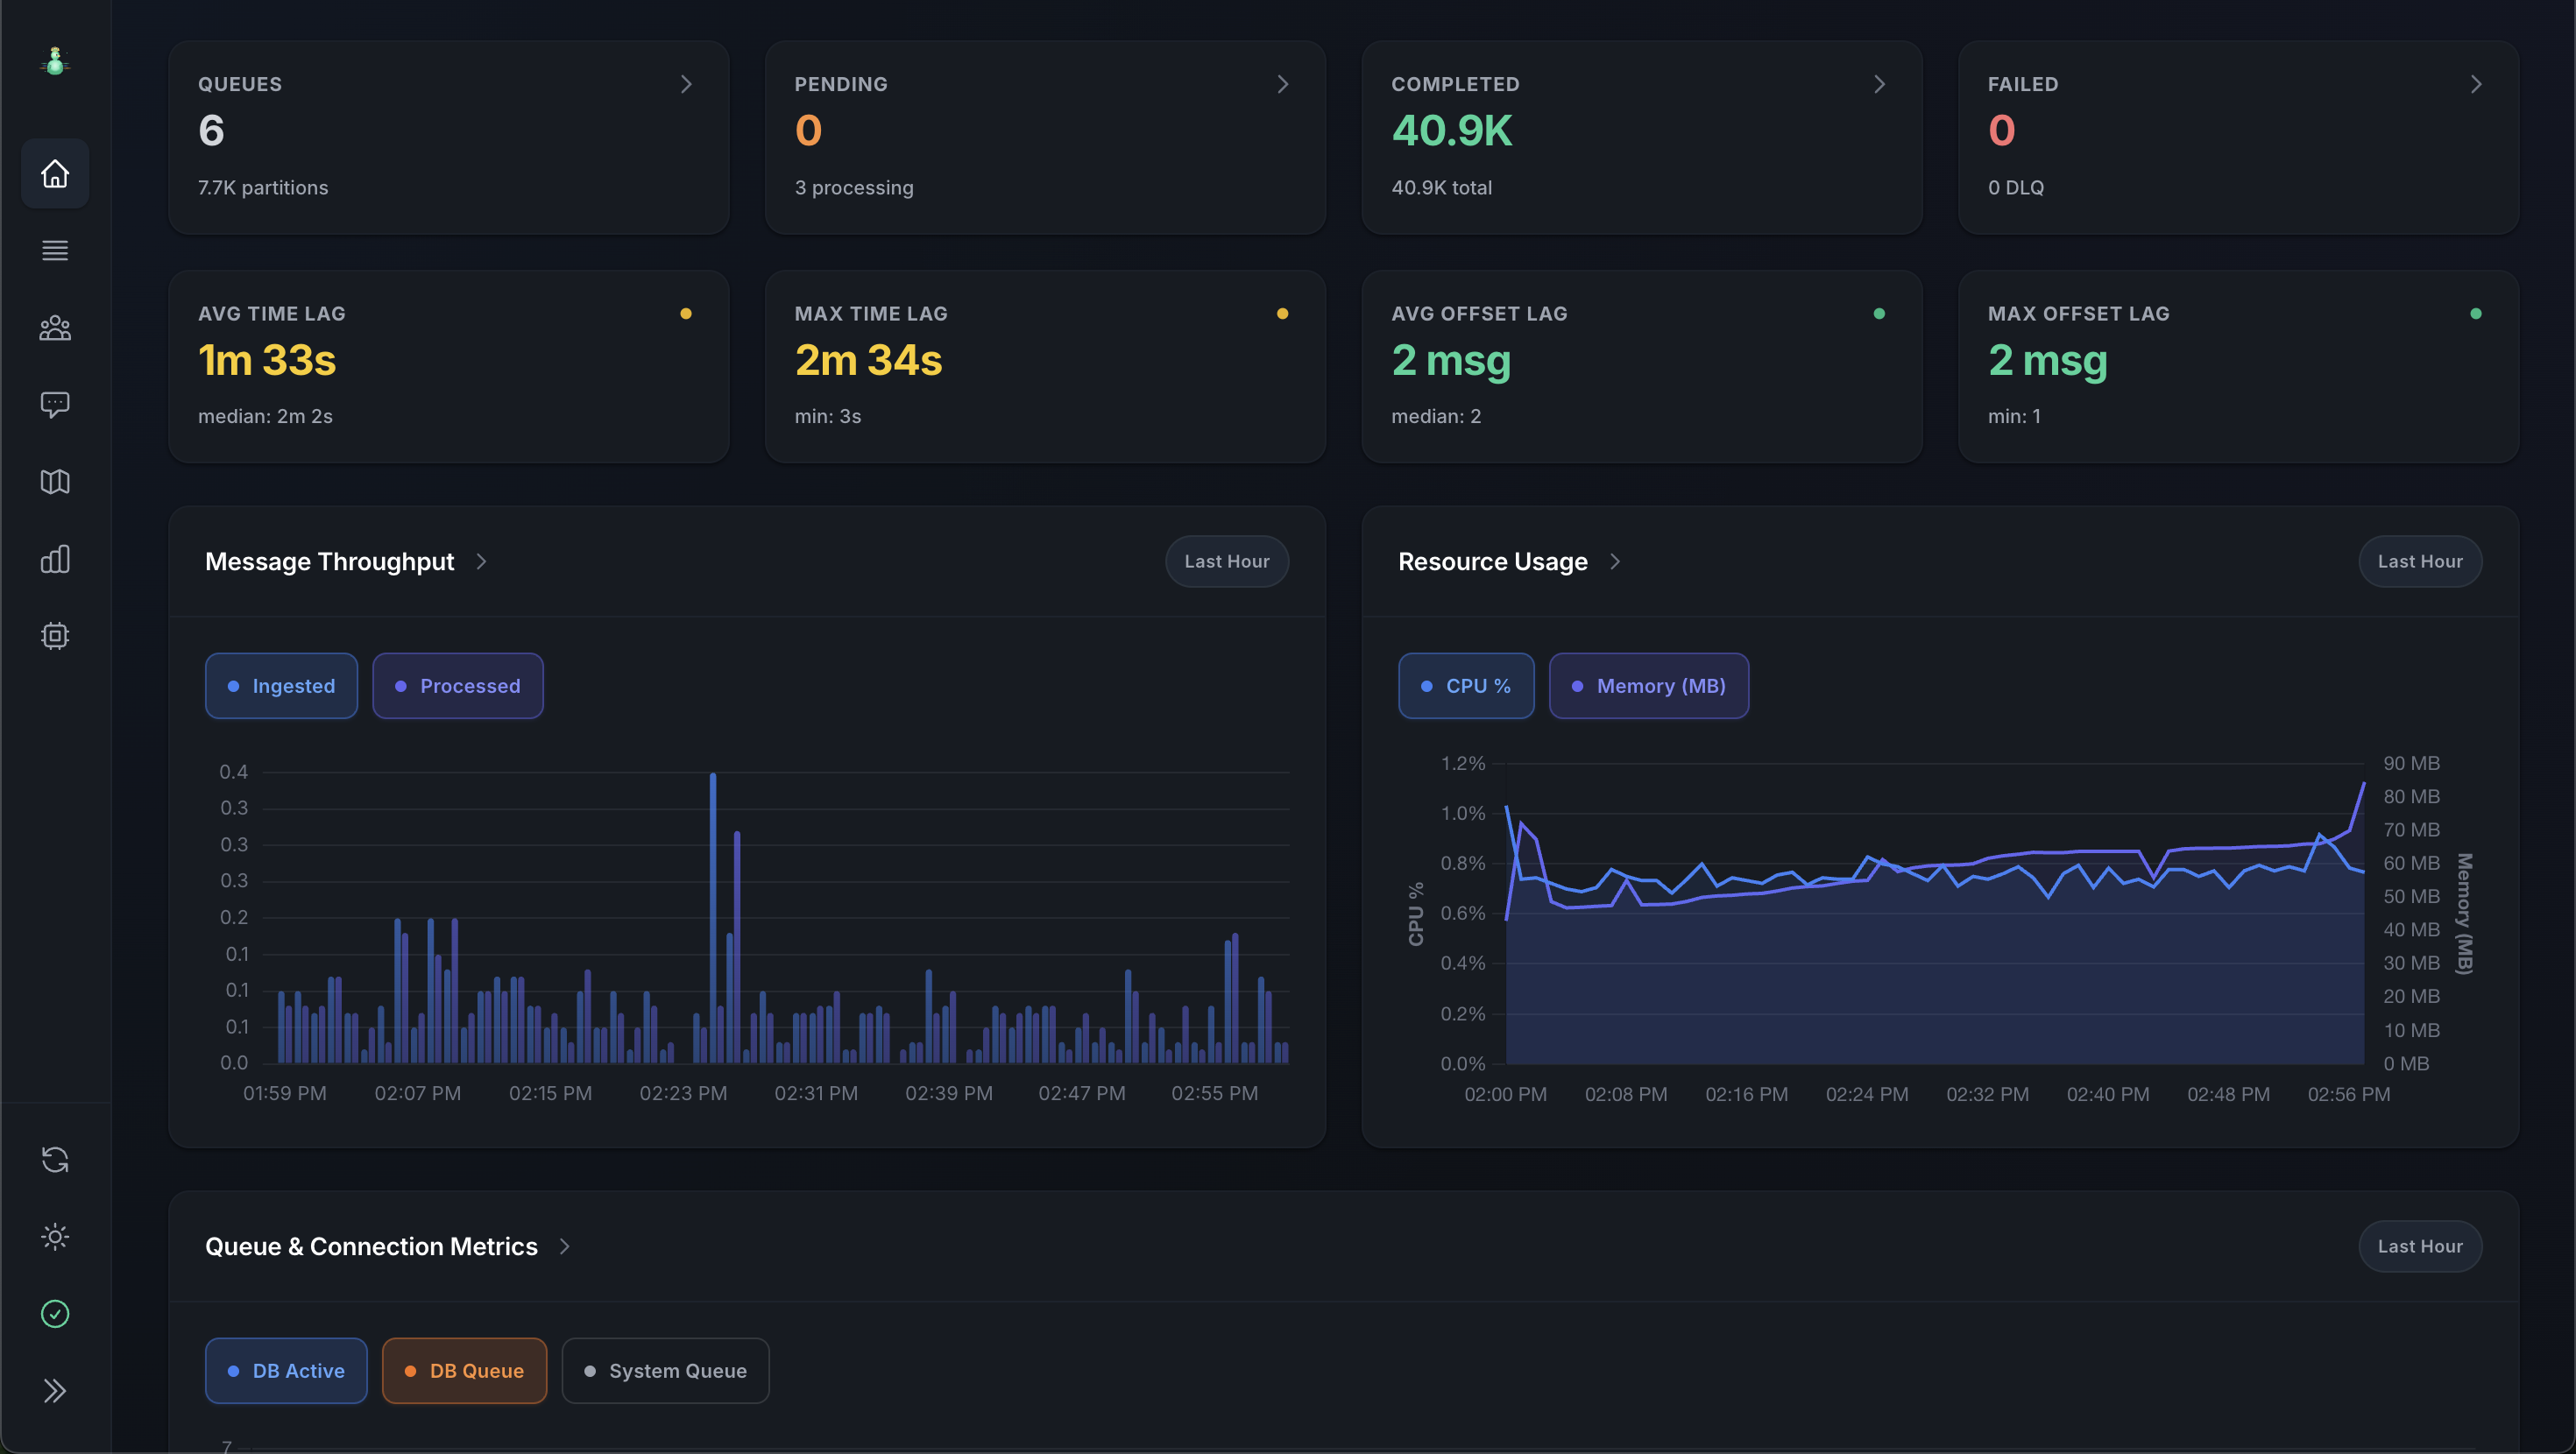 QUEUES
6
7.7K partitions
PENDING
0
3 processing
COMPLETED
40.9K
40.9K total
FAILED
0
0 DLQ
AVG TIME LAG
1m 33s
median: 2m 2s
MAX TIME LAG
2m 34s
min: 3s
AVG OFFSET LAG
2 msg
median: 2
MAX OFFSET LAG
2 msg
min: 1
Message Throughput
Last Hour
Ingested
Processed
0.4
0.3
0.3
0.3
0.2
0.1
0.1
0.1
0.0
01:59 PM
02:07 PM
02:15 PM
02:23 PM
02:31 PM
02:39 PM
02:47 PM
02:55 PM
Resource Usage
Last Hour
CPU %
Memory (MB)
CPU %
1.2%
1.0%
0.8%
0.6%
0.4%
0.2%
0.0%
90 MB
80 MB
70 MB
60 MB
50 MB
40 MB
30 MB
20 MB
10 MB
0 MB
Memory (MB)
02:00 PM
02:08 PM
02:16 PM
02:24 PM
02:32 PM
02:40 PM
02:48 PM
02:56 PM
Queue & Connection Metrics
Last Hour
DB Active
DB Queue
System Queue
7